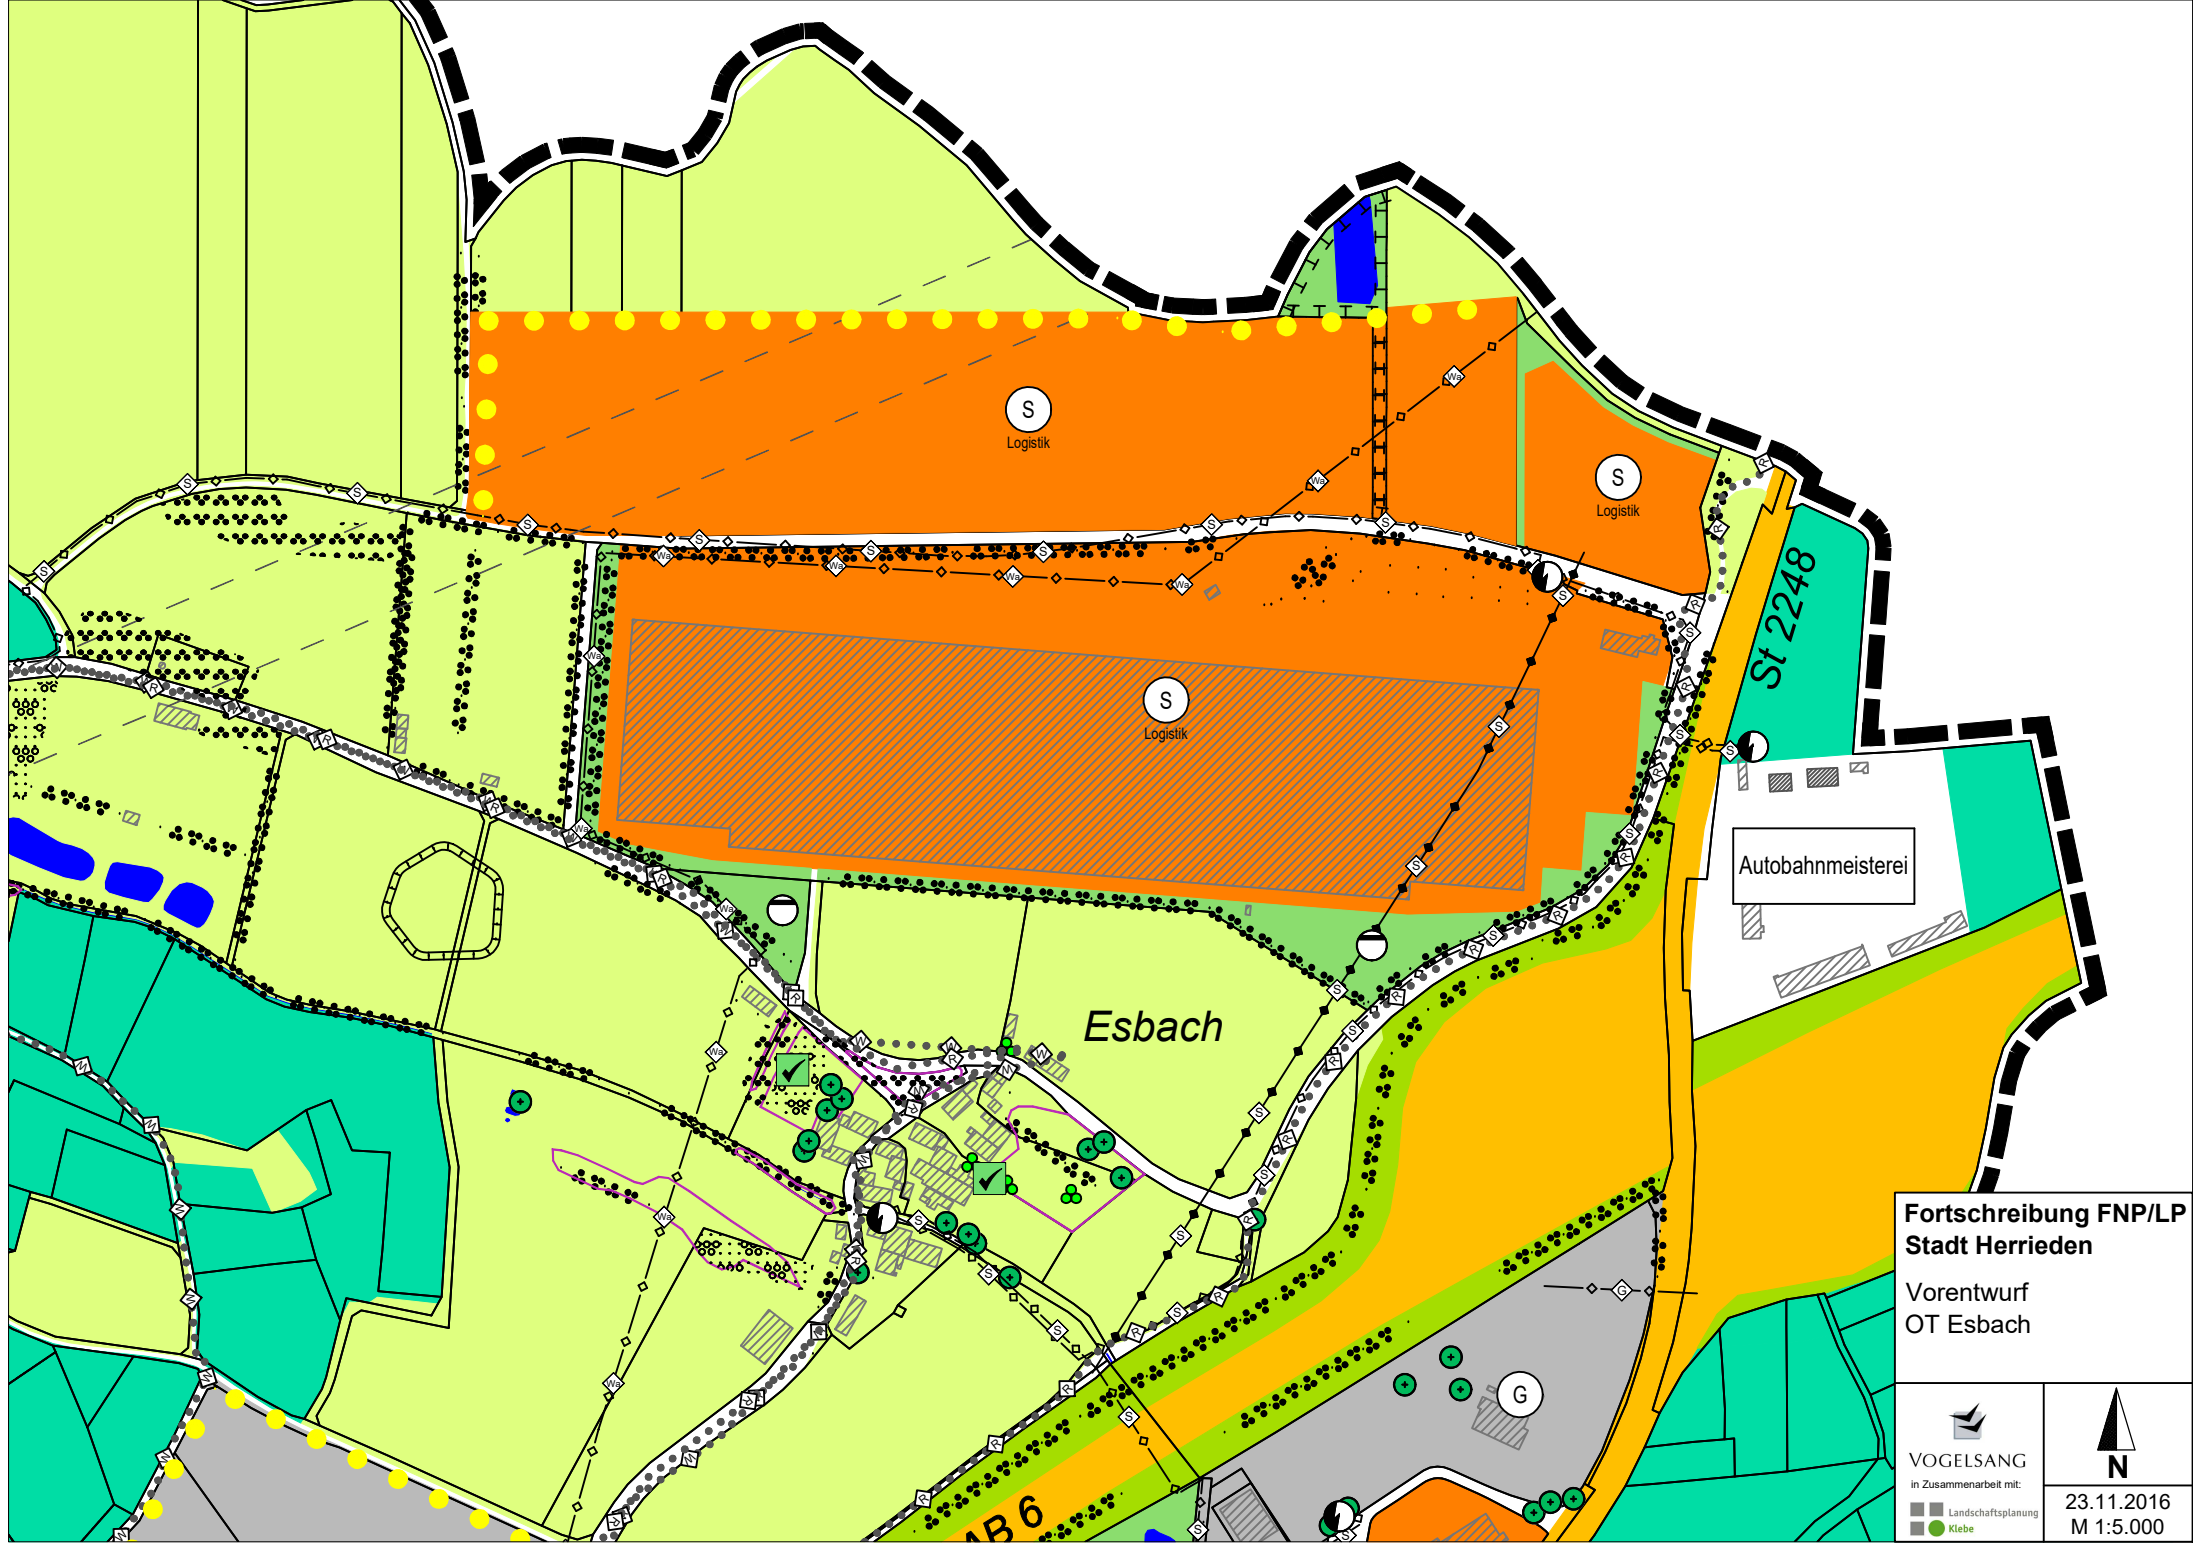 S
Logistik
S
Logistik
S
Logistik
St 2248
Autobahnmeisterei
Esbach
G
AB 6
Fortschreibung FNP/LP
Stadt Herrieden
Vorentwurf
OT Esbach
VOGELSANG
in Zusammenarbeit mit:
Landschaftsplanung
Klebe
N
23.11.2016
M 1:5.000